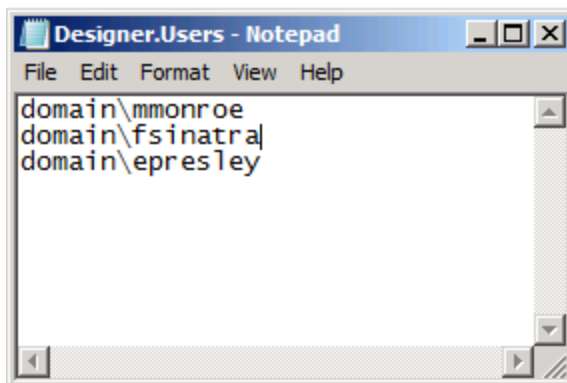 Designer.Users - Notepad
File Edit Format View Help
domain\mmonroe
domain\fsinatra
domain\epresley